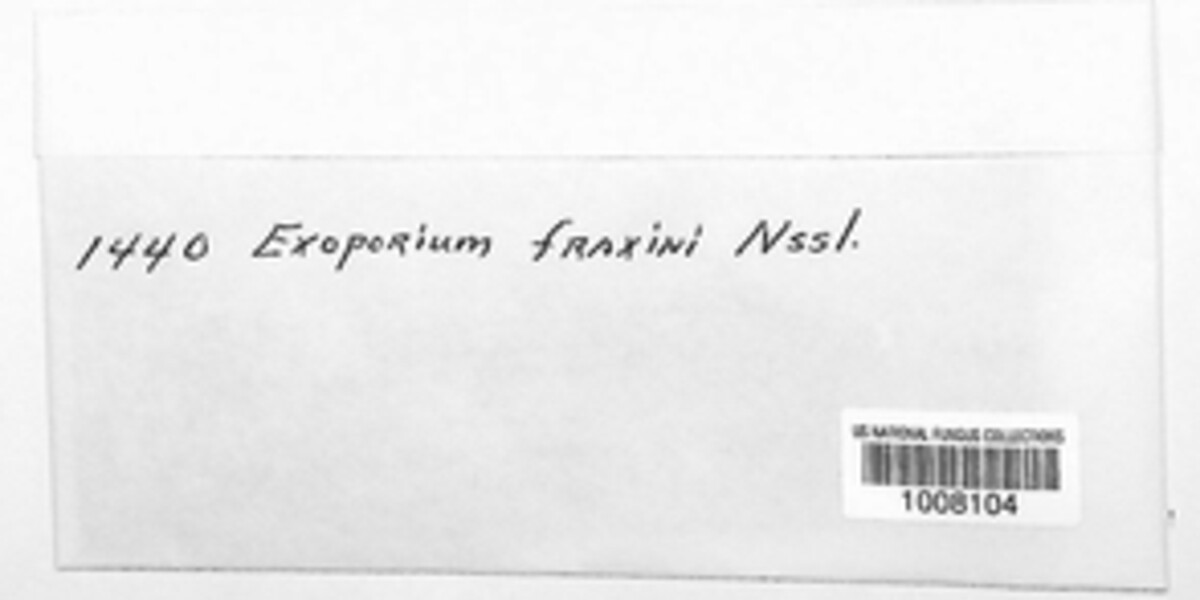 1440 Exoporium fraxini Nssl.
US NATIONAL FUNGUS COLLECTIONS
1008104